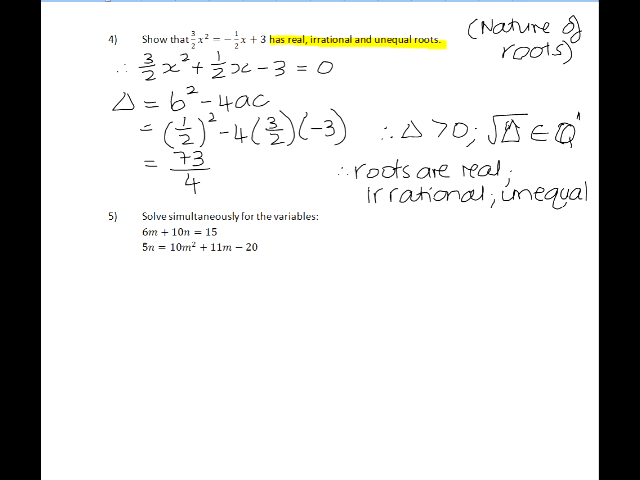 4) Show that 3/2 x² = −1/2 x + 3 has real, irrational and unequal roots.
(Nature of
roots)
∴ 3/2 x² + 1/2 x − 3 = 0
Δ = b² − 4ac
= (1/2)² − 4(3/2)(−3) ∴ Δ > 0; √Δ ∈ ℚ'
= 73/4
∴ roots are real;
irrational; unequal
5) Solve simultaneously for the variables:
6m + 10n = 15
5n = 10m² + 11m − 20